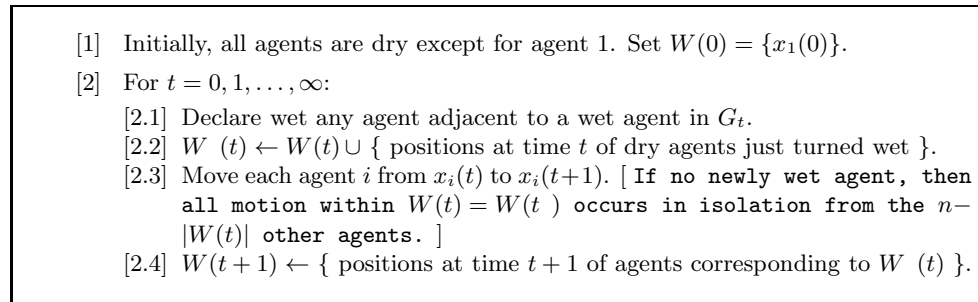 [1] Initially, all agents are dry except for agent 1. Set W(0) = {x₁(0)}.
[2] For t = 0, 1, . . . , ∞:
[2.1] Declare wet any agent adjacent to a wet agent in Gₜ.
[2.2] W (t) ← W(t) ∪ { positions at time t of dry agents just turned wet }.
[2.3] Move each agent i from xᵢ(t) to xᵢ(t+1). [ If no newly wet agent, then
all motion within W(t) = W(t ) occurs in isolation from the n−
|W(t)| other agents. ]
[2.4] W(t + 1) ← { positions at time t + 1 of agents corresponding to W (t) }.